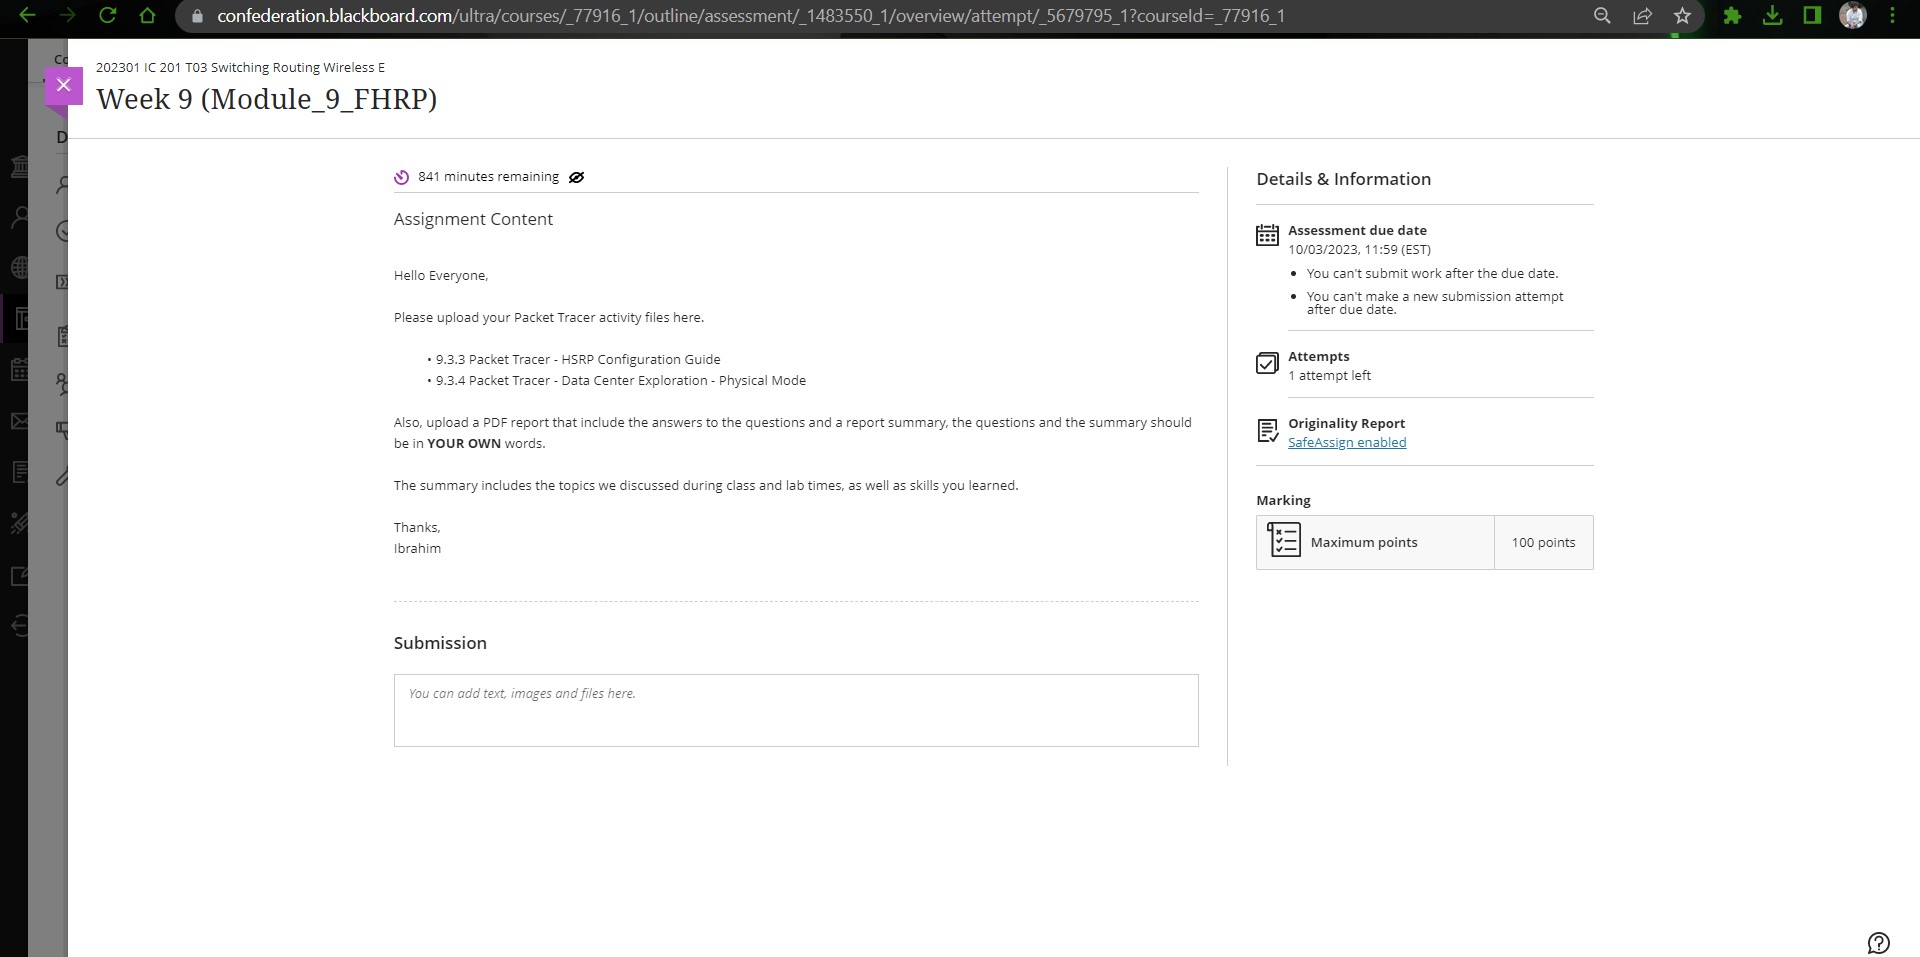 confederation.blackboard.com/ultra/courses/_77916_1/outline/assessment/_1483550_1/overview/attempt/_5679795_1?courseId=_77916_1
Co
202301 IC 201 T03 Switching Routing Wireless E
Week 9 (Module_9_FHRP)
D
841 minutes remaining
Assignment Content
Hello Everyone,
Please upload your Packet Tracer activity files here.
• 9.3.3 Packet Tracer - HSRP Configuration Guide
• 9.3.4 Packet Tracer - Data Center Exploration - Physical Mode
Also, upload a PDF report that include the answers to the questions and a report summary, the questions and the summary should
be in YOUR OWN words.
The summary includes the topics we discussed during class and lab times, as well as skills you learned.
Thanks,
Ibrahim
Submission
You can add text, images and files here.
Details & Information
Assessment due date
10/03/2023, 11:59 (EST)
• You can't submit work after the due date.
• You can't make a new submission attempt
after due date.
Attempts
1 attempt left
Originality Report
SafeAssign enabled
Marking
Maximum points
100 points